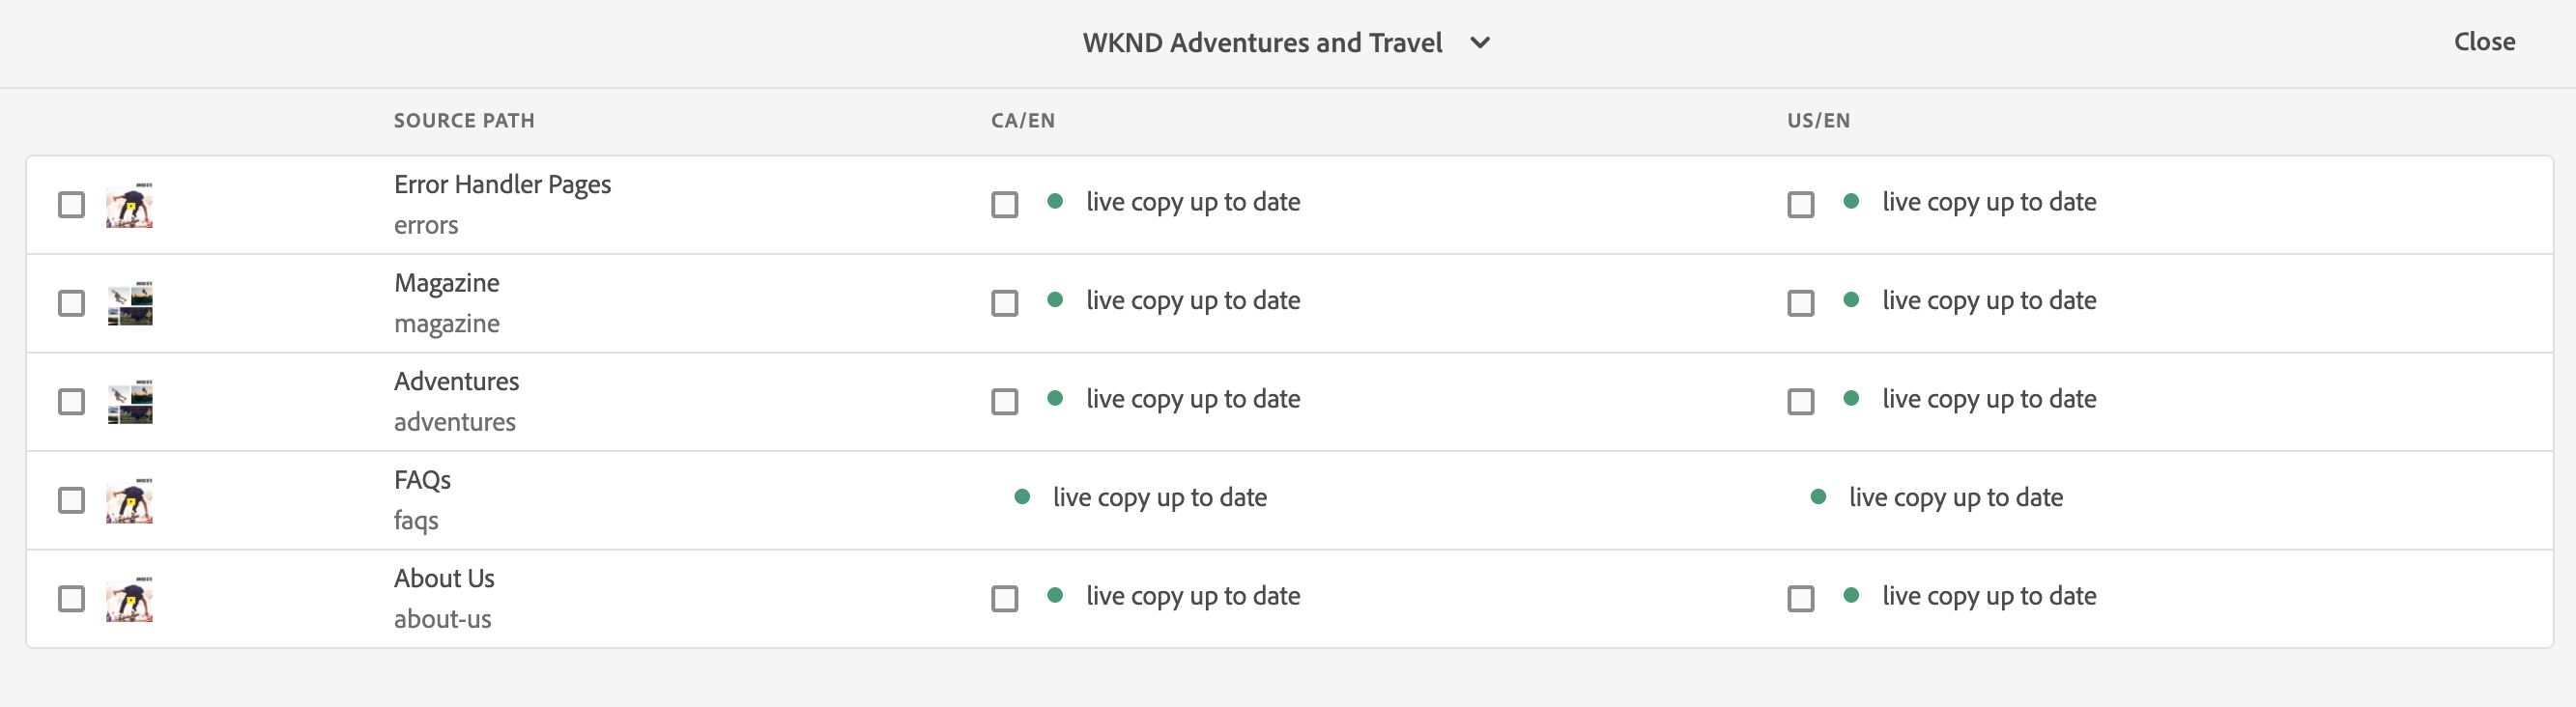 WKND Adventures and Travel
Close
SOURCE PATH
CA/EN
US/EN
Error Handler Pages
errors
live copy up to date
live copy up to date
Magazine
magazine
live copy up to date
live copy up to date
Adventures
adventures
live copy up to date
live copy up to date
FAQs
faqs
live copy up to date
live copy up to date
About Us
about-us
live copy up to date
live copy up to date